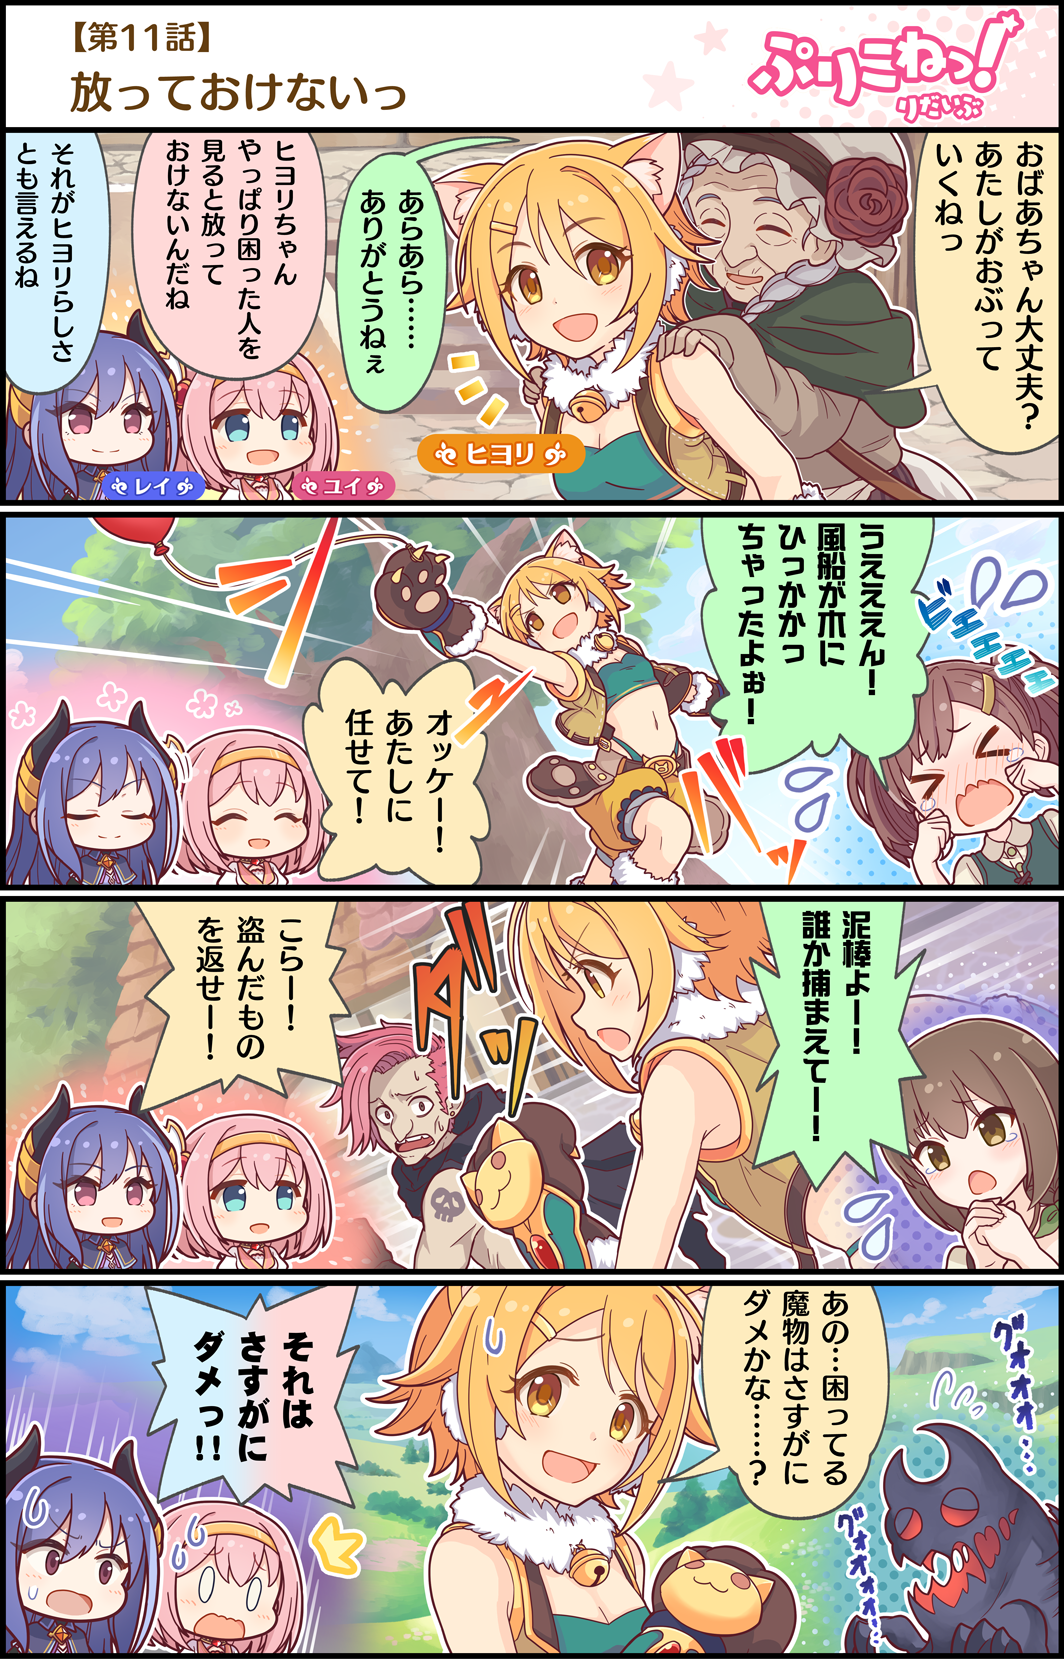 【第11話】
放っておけないっ
ぷりこねっ!
りだいぶ
おばあちゃん大丈夫？
あたしがおぶって
いくねっ
あらあら……
ありがとうねぇ
ヒヨリちゃん
やっぱり困った人を
見ると放って
おけないんだね
それがヒヨリらしさ
とも言えるね
ヒヨリ
ユイ
レイ
うええええん！
風船が木に
ひっかかっ
ちゃったよぉ！
ビエェェェェ
オッケー！
あたしに
任せて！
バッ
泥棒よー！
誰か捕まえてー！
ダッ
こらー！
盗んだもの
を返せー！
あの…困ってる
魔物はさすがに
ダメかな……？
グオオオ…
グオオオオ…
それは
さすがに
ダメっ!!